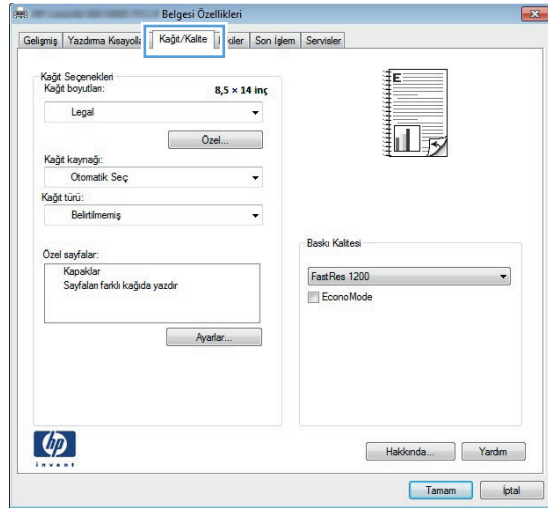 Belgesi Özellikleri
Gelişmiş Yazdırma Kısayolla Kağıt/Kalite kiler Son İşlem Servisler
Kağıt Seçenekleri
Kağıt boyutları: 8,5 × 14 inç
Legal
Özel...
Kağıt kaynağı:
Otomatik Seç
Kağıt türü:
Belirtilmemiş
Özel sayfalar:
Kapaklar
Sayfaları farklı kağıda yazdır
Ayarlar...
E
Baskı Kalitesi
FastRes 1200
EconoMode
hp
invent
Hakkında... Yardım
Tamam İptal